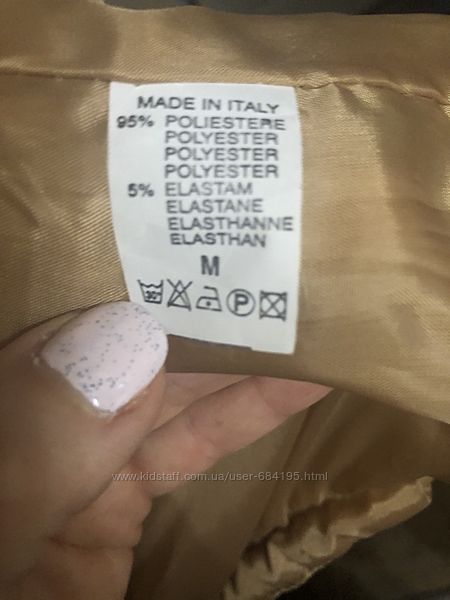 MADE IN ITALY
95% POLIESTERE
POLYESTER
POLYESTER
POLYESTER
5% ELASTAM
ELASTANE
ELASTHANNE
ELASTHAN
M
30° P
www.kidstaff.com.ua/user-684195.html